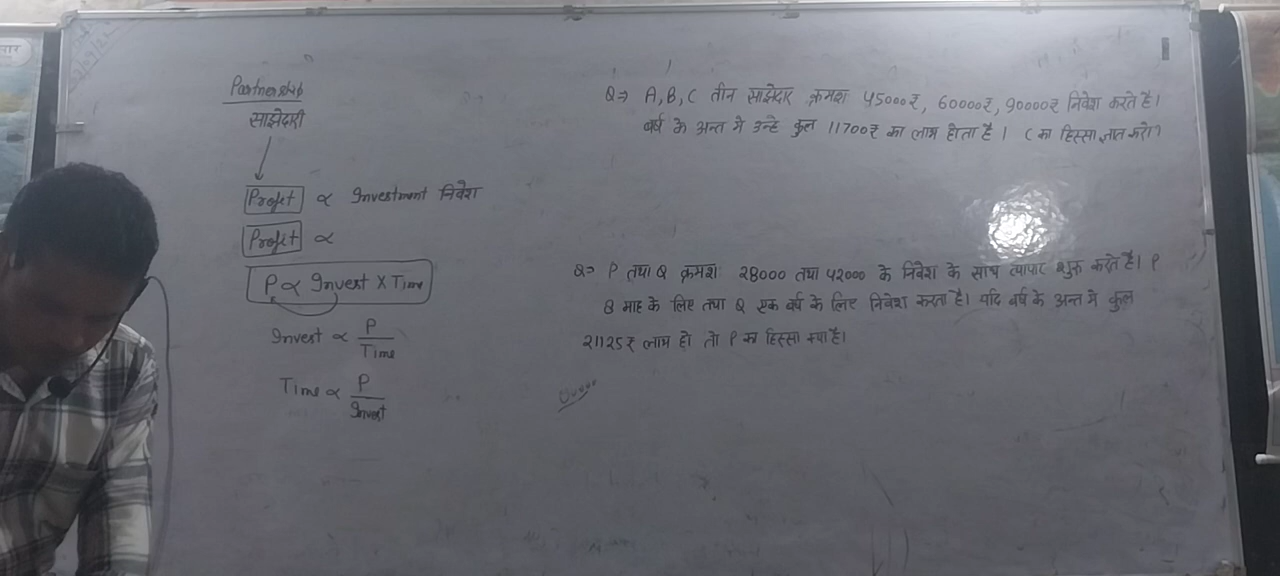 Partnership
साझेदारी
Profit ∝ Investment निवेश
Profit ∝
P ∝ Invest × Time
Invest ∝ P / Time
Time ∝ P / Invest
Q⇒ A, B, C तीन साझेदार क्रमश 45000₹, 60000₹, 90000₹ निवेश करते है।
वर्ष के अन्त मे उन्हे कुल 11700₹ का लाभ होता है। C का हिस्सा ज्ञात करो?
Q⇒ P तथा Q क्रमश 28000 तथा 42000 के निवेश के साथ व्यापार शुरू करते है। P
8 माह के लिए तथा Q एक वर्ष के लिए निवेश करता है। यदि वर्ष के अन्त मे कुल
21125₹ लाभ हो तो P का हिस्सा क्या है।